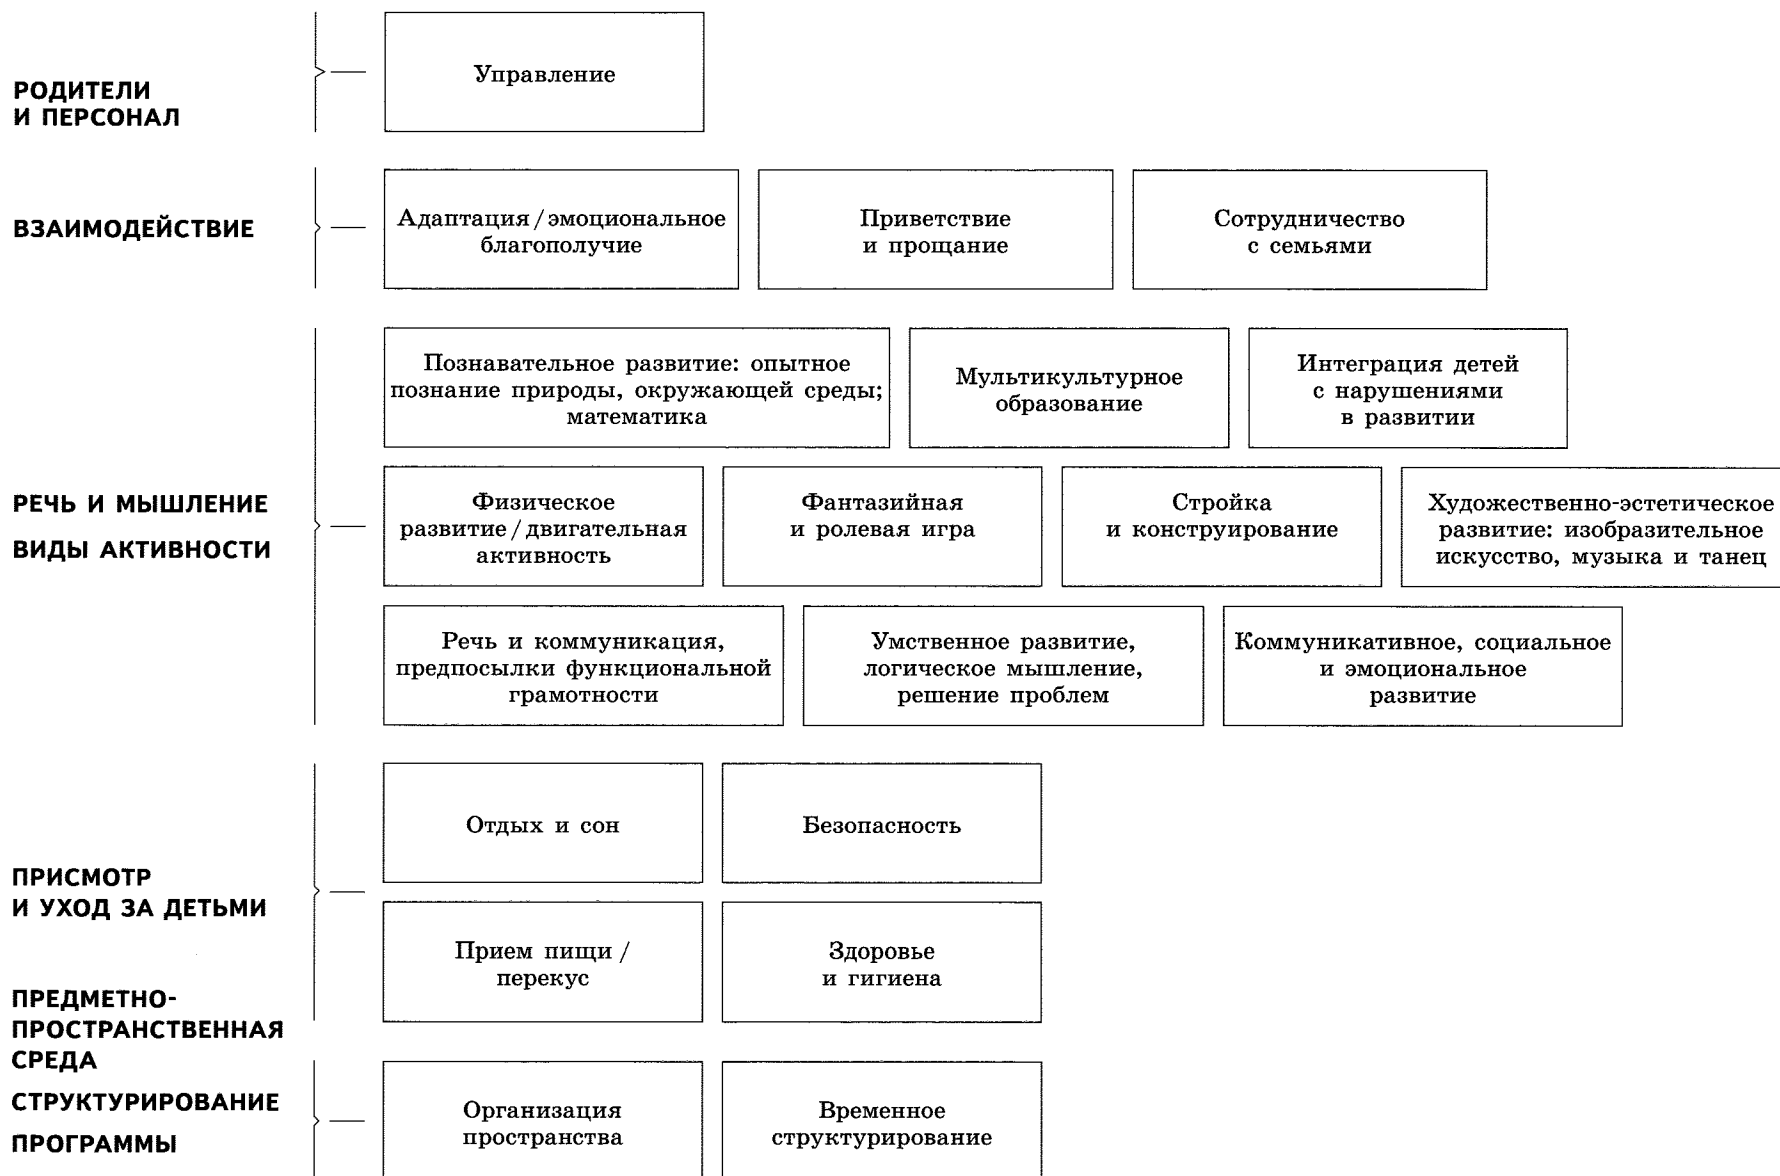 РОДИТЕЛИ
И ПЕРСОНАЛ
Управление
ВЗАИМОДЕЙСТВИЕ
Адаптация / эмоциональное
благополучие
Приветствие
и прощание
Сотрудничество
с семьями
РЕЧЬ И МЫШЛЕНИЕ
ВИДЫ АКТИВНОСТИ
Познавательное развитие: опытное
познание природы, окружающей среды;
математика
Мультикультурное
образование
Интеграция детей
с нарушениями
в развитии
Физическое
развитие / двигательная
активность
Фантазийная
и ролевая игра
Стройка
и конструирование
Художественно-эстетическое
развитие: изобразительное
искусство, музыка и танец
Речь и коммуникация,
предпосылки функциональной
грамотности
Умственное развитие,
логическое мышление,
решение проблем
Коммуникативное, социальное
и эмоциональное
развитие
ПРИСМОТР
И УХОД ЗА ДЕТЬМИ
Отдых и сон
Безопасность
Прием пищи /
перекус
Здоровье
и гигиена
ПРЕДМЕТНО-
ПРОСТРАНСТВЕННАЯ
СРЕДА
СТРУКТУРИРОВАНИЕ
ПРОГРАММЫ
Организация
пространства
Временное
структурирование